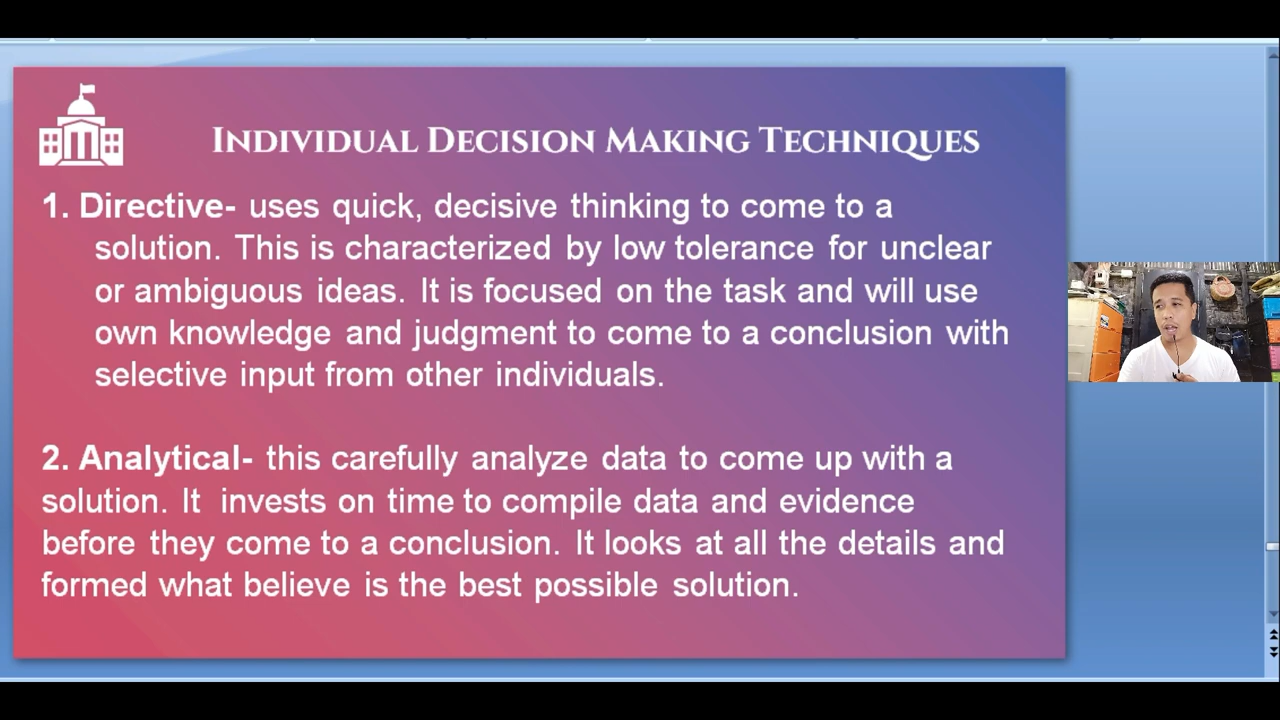 INDIVIDUAL DECISION MAKING TECHNIQUES
1. Directive- uses quick, decisive thinking to come to a
solution. This is characterized by low tolerance for unclear
or ambiguous ideas. It is focused on the task and will use
own knowledge and judgment to come to a conclusion with
selective input from other individuals.
2. Analytical- this carefully analyze data to come up with a
solution. It invests on time to compile data and evidence
before they come to a conclusion. It looks at all the details and
formed what believe is the best possible solution.